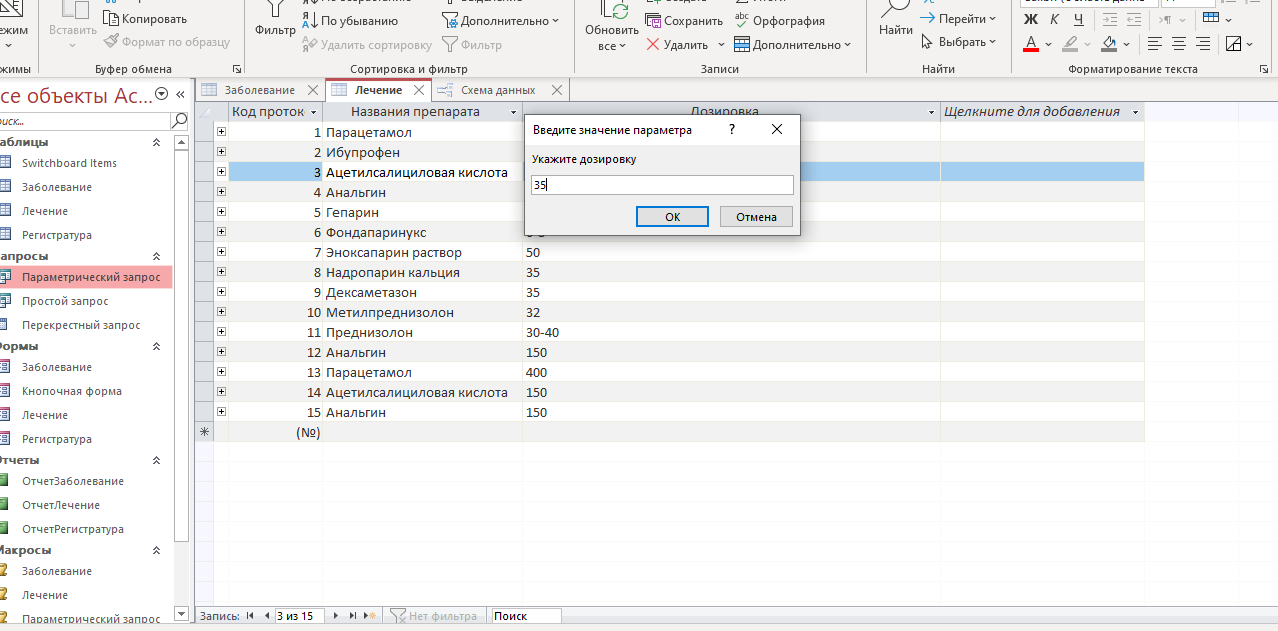 Копировать
Вставить
Формат по образцу
Буфер обмена
Фильтр
По убыванию
Удалить сортировку
Дополнительно
Фильтр
Сортировка и фильтр
Обновить
все
Сохранить
Удалить
Орфография
Дополнительно
Записи
Найти
Перейти
Выбрать
Найти
Ж К Ч
Форматирование текста
се объекты Ac...
Заболевание
Лечение
Схема данных
Код проток
Названия препарата
Дозировка
Щелкните для добавления
1 Парацетамол
2 Ибупрофен
3 Ацетилсалициловая кислота
4 Анальгин
5 Гепарин
6 Фондапаринукс
7 Эноксапарин раствор 50
8 Надропарин кальция 35
9 Дексаметазон 35
10 Метилпреднизолон 32
11 Преднизолон 30-40
12 Анальгин 150
13 Парацетамол 400
14 Ацетилсалициловая кислота 150
15 Анальгин 150
(№)
Введите значение параметра
?
Укажите дозировку
35
ОК
Отмена
иск...
аблицы
Switchboard Items
Заболевание
Лечение
Регистратура
апросы
Параметрический запрос
Простой запрос
Перекрестный запрос
ормы
Заболевание
Кнопочная форма
Лечение
Регистратура
тчеты
ОтчетЗаболевание
ОтчетЛечение
ОтчетРегистратура
Макросы
Заболевание
Лечение
Параметрический запрос
Запись:
3 из 15
Нет фильтра
Поиск